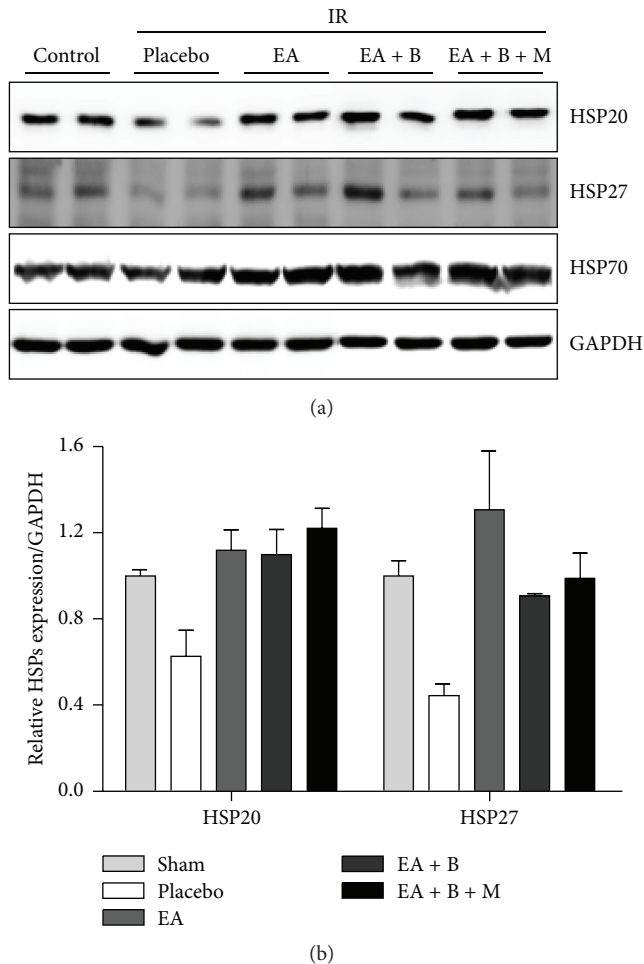 IR
Control Placebo EA EA + B EA + B + M
HSP20
HSP27
HSP70
GAPDH
(a)
Relative HSPs expression/GAPDH
1.6
1.2
0.8
0.4
0.0
HSP20 HSP27
Sham EA + B
Placebo EA + B + M
EA
(b)